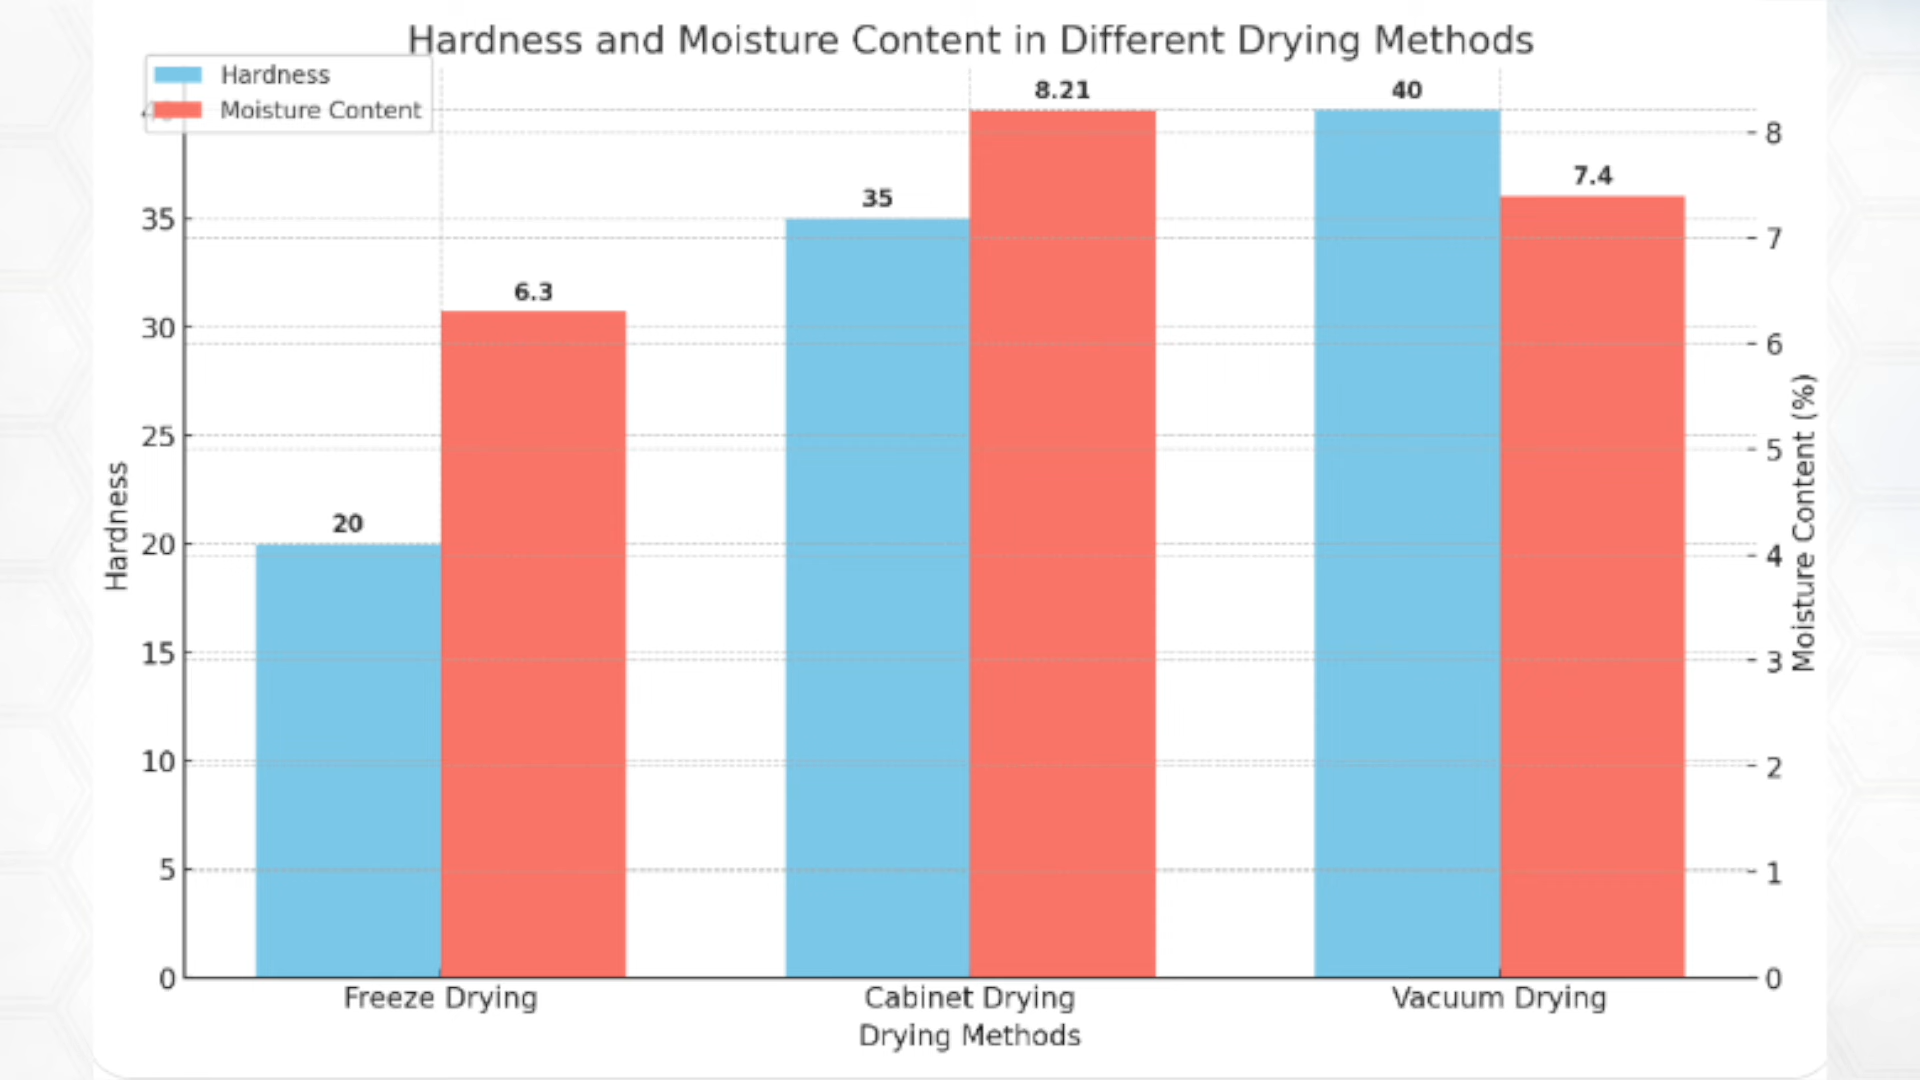 Hardness and Moisture Content in Different Drying Methods
Hardness
Moisture Content
8.21
40
7.4
35
6.3
20
35
30
25
20
15
10
5
0
Hardness
8
7
6
5
4
3
2
1
0
Moisture Content (%)
Freeze Drying
Cabinet Drying
Vacuum Drying
Drying Methods